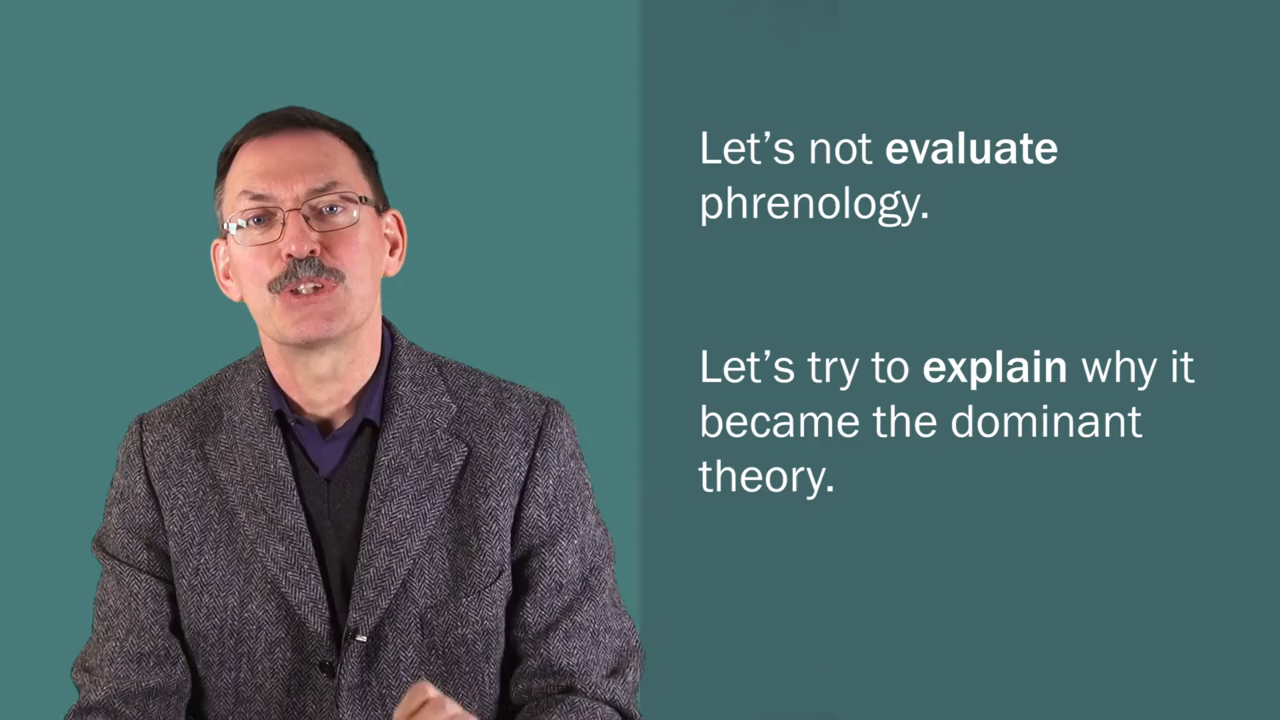 Let’s not evaluate
phrenology.
Let’s try to explain why it
became the dominant
theory.